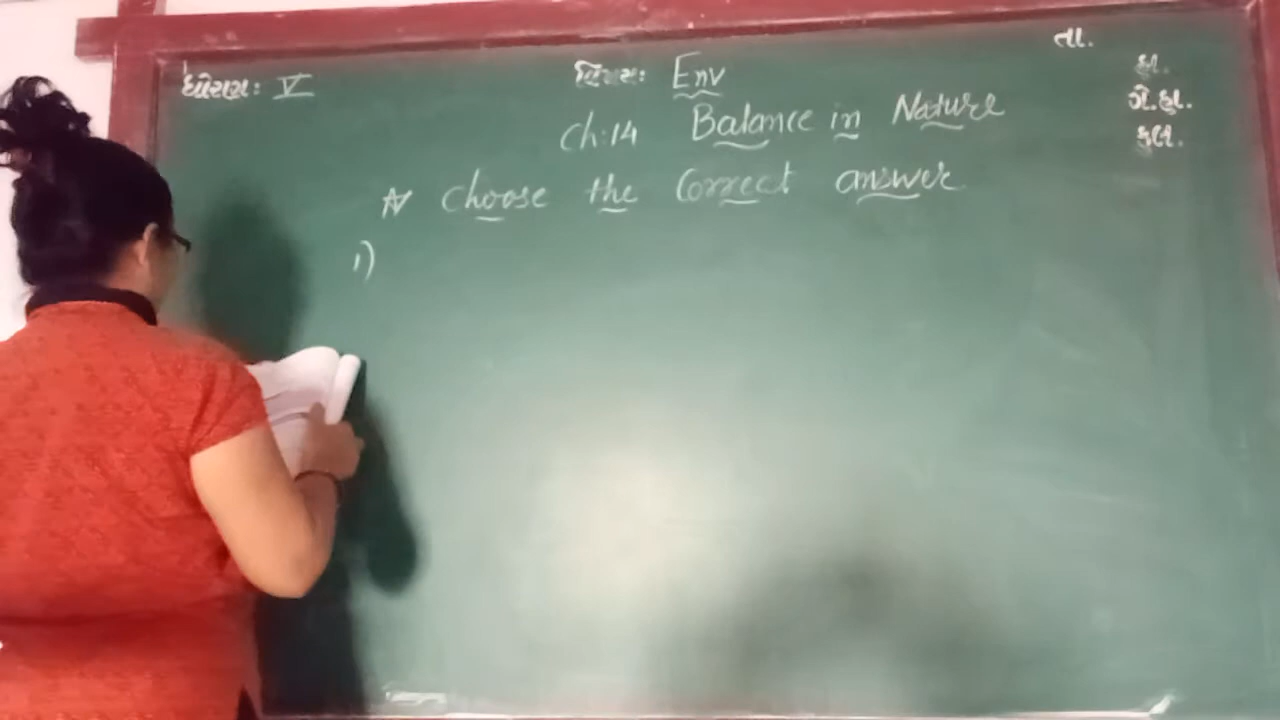 તા.
ધોરણ: V
વિષય: Env
હા.
ગે.હા.
કુલ.
Ch:14 Balance in Nature
☆ Choose the Correct answer
1)